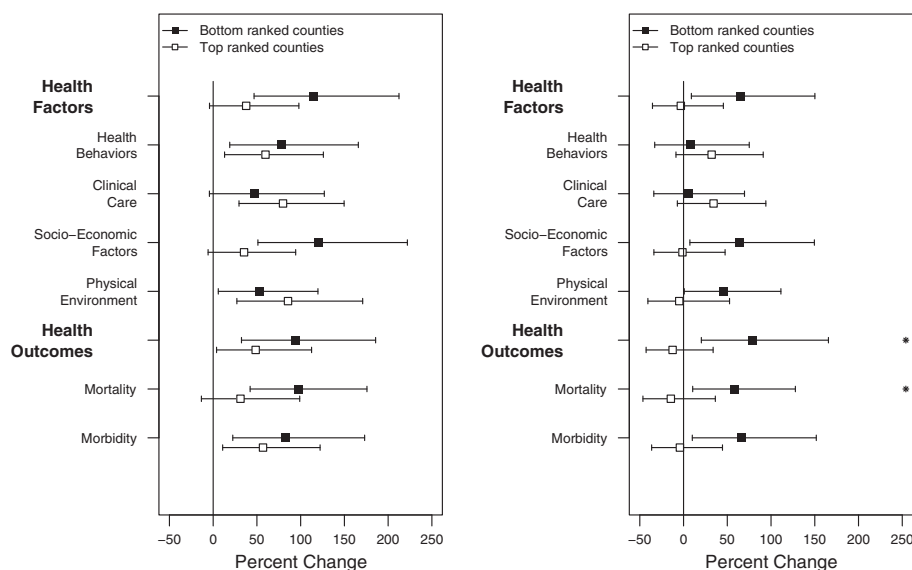 Bottom ranked counties
Top ranked counties
Health
Factors
Health
Behaviors
Clinical
Care
Socio−Economic
Factors
Physical
Environment
Health
Outcomes
Mortality
Morbidity
−50 0 50 100 150 200 250
Percent Change
Bottom ranked counties
Top ranked counties
Health
Factors
Health
Behaviors
Clinical
Care
Socio−Economic
Factors
Physical
Environment
Health
Outcomes
*
Mortality
*
Morbidity
−50 0 50 100 150 200 250
Percent Change